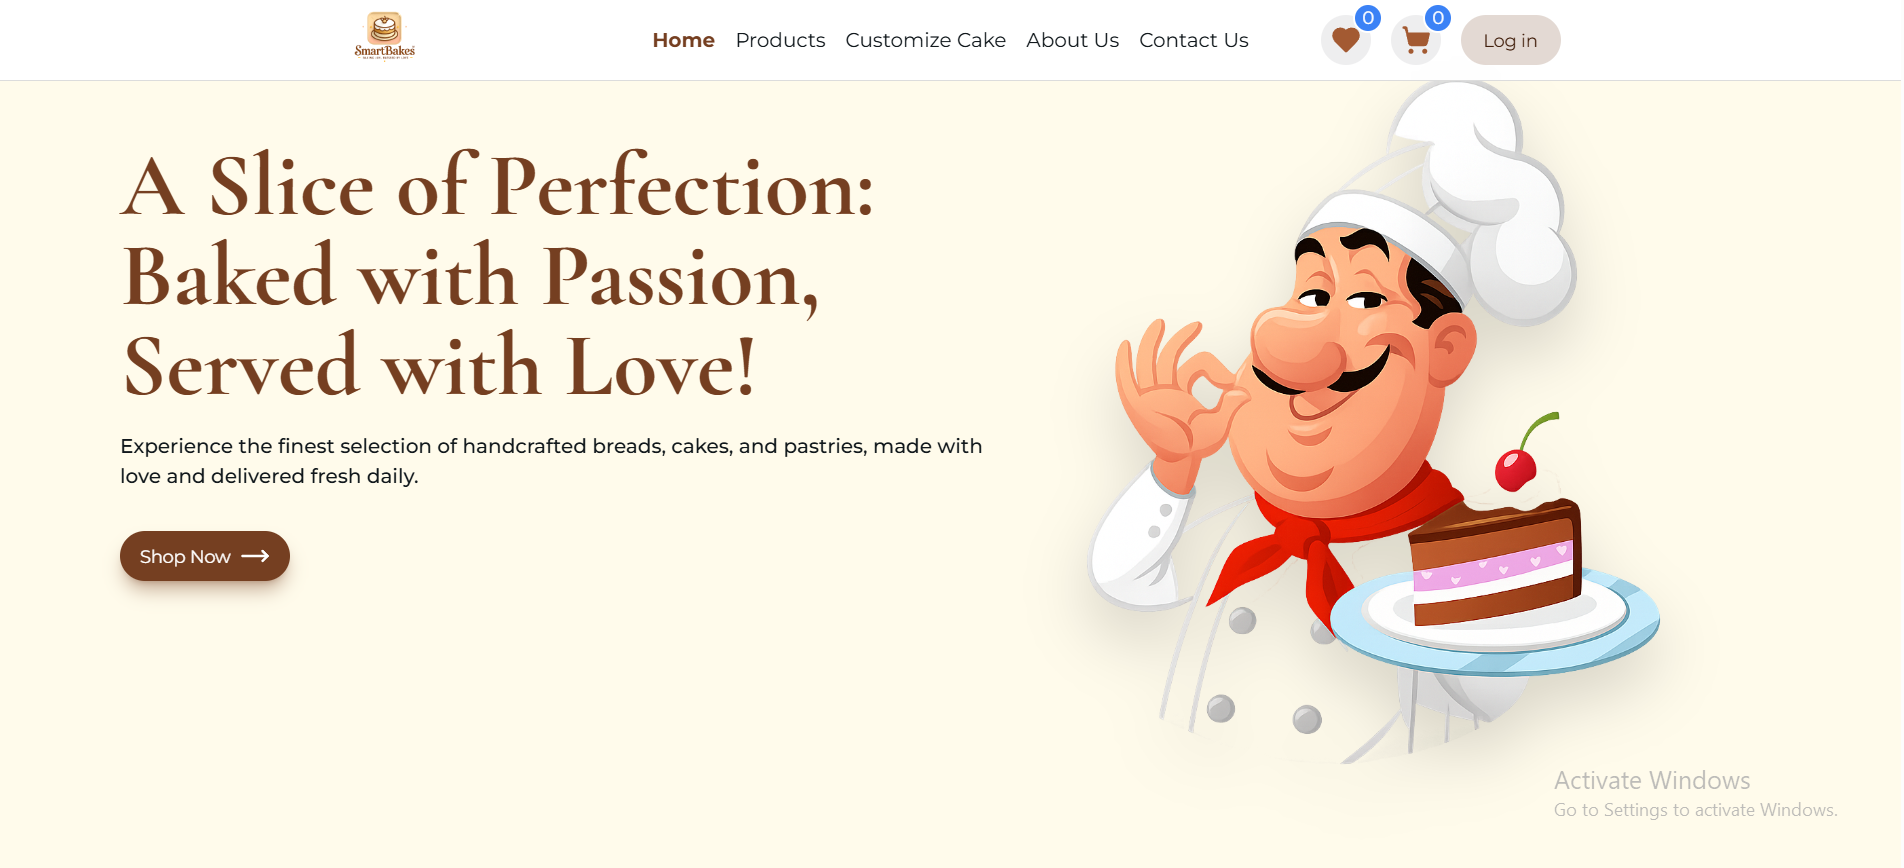 SmartBakes
Home Products Customize Cake About Us Contact Us 0 0 Log in
A Slice of Perfection:
Baked with Passion,
Served with Love!
Experience the finest selection of handcrafted breads, cakes, and pastries, made with
love and delivered fresh daily.
Shop Now
Activate Windows
Go to Settings to activate Windows.